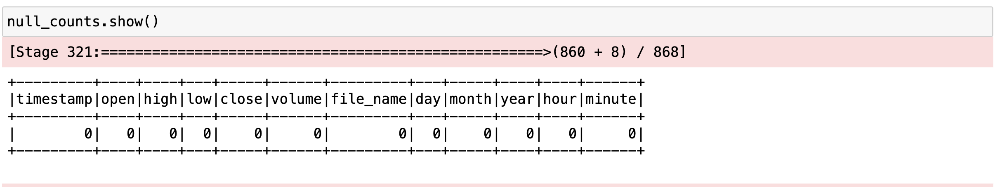 null_counts.show()
[Stage 321:====================================================>(860 + 8) / 868]
+---------+----+----+---+-----+------+---------+---+-----+----+----+------+
|timestamp|open|high|low|close|volume|file_name|day|month|year|hour|minute|
+---------+----+----+---+-----+------+---------+---+-----+----+----+------+
|        0|   0|   0|  0|    0|     0|        0|  0|    0|   0|   0|     0|
+---------+----+----+---+-----+------+---------+---+-----+----+----+------+